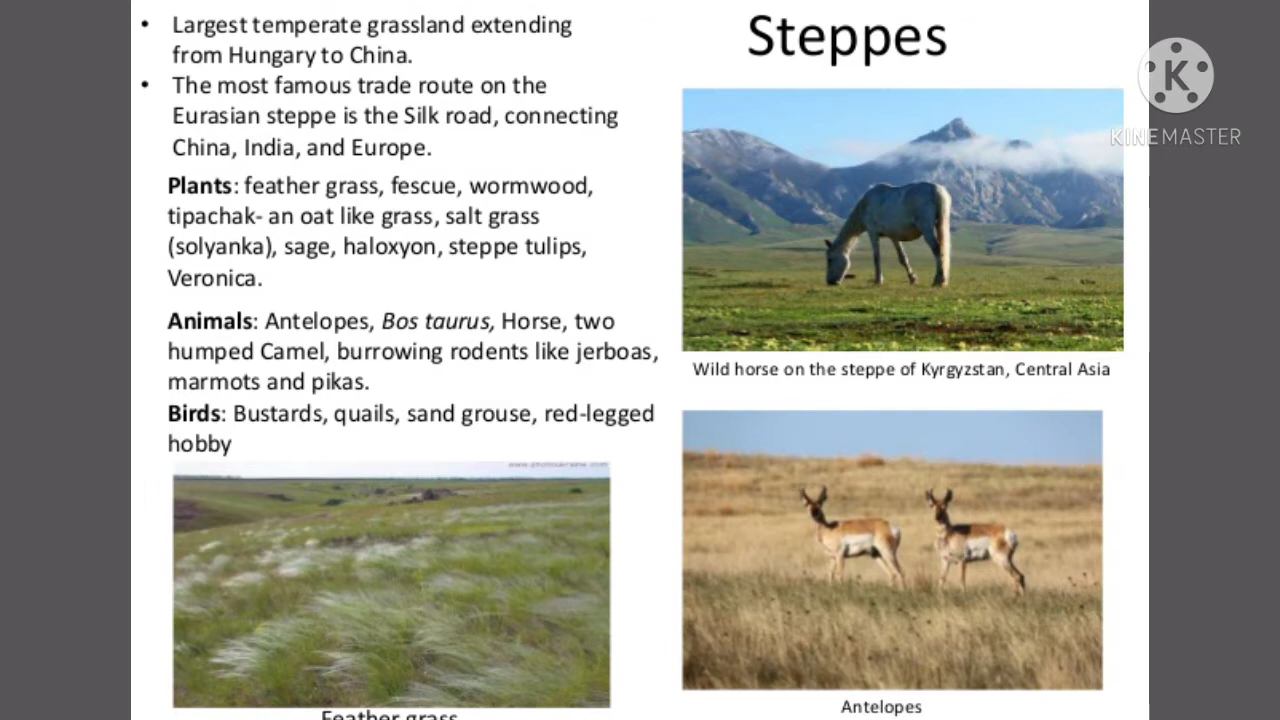 Steppes
• Largest temperate grassland extending
from Hungary to China.
• The most famous trade route on the
Eurasian steppe is the Silk road, connecting
China, India, and Europe.
Plants: feather grass, fescue, wormwood,
tipachak- an oat like grass, salt grass
(solyanka), sage, haloxyon, steppe tulips,
Veronica.
Animals: Antelopes, Bos taurus, Horse, two
humped Camel, burrowing rodents like jerboas,
marmots and pikas.
Birds: Bustards, quails, sand grouse, red-legged
hobby
Feather grass
Wild horse on the steppe of Kyrgyzstan, Central Asia
Antelopes
K
KINEMASTER